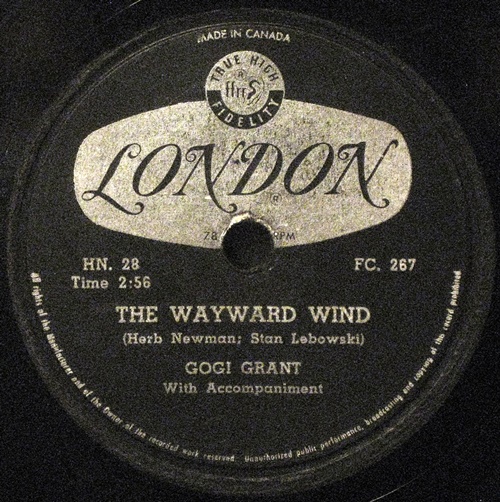 MADE IN CANADA
TRUE HIGH
ffrr
FIDELITY
LONDON
®
78 RPM
HN. 28
FC. 267
Time 2:56
THE WAYWARD WIND
(Herb Newman; Stan Lebowski)
GOGI GRANT
With Accompaniment
All rights of the Manufacturer and of the Owner of the recorded work reserved. Unauthorized public performance, broadcasting and copying of this record prohibited